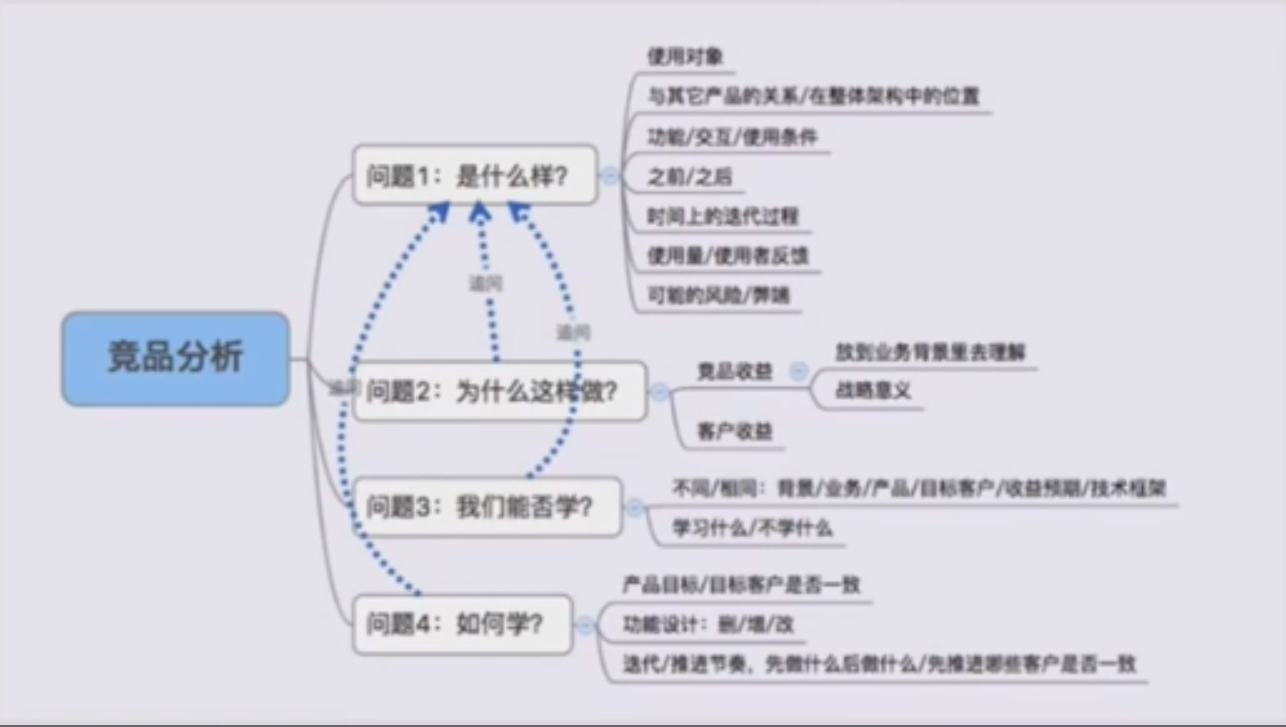 使用对象
与其它产品的关系/在整体架构中的位置
功能/交互/使用条件
问题1：是什么样？
之前/之后
时间上的迭代过程
使用量/使用者反馈
可能的风险/弊端
追问
追问
竞品分析
追问
问题2：为什么这样做？
竞品收益
放到业务背景里去理解
战略意义
客户收益
问题3：我们能否学？
不同/相同：背景/业务/产品/目标客户/收益预期/技术框架
学习什么/不学什么
问题4：如何学？
产品目标/目标客户是否一致
功能设计：删/增/改
迭代/推进节奏，先做什么后做什么/先推进哪些客户是否一致